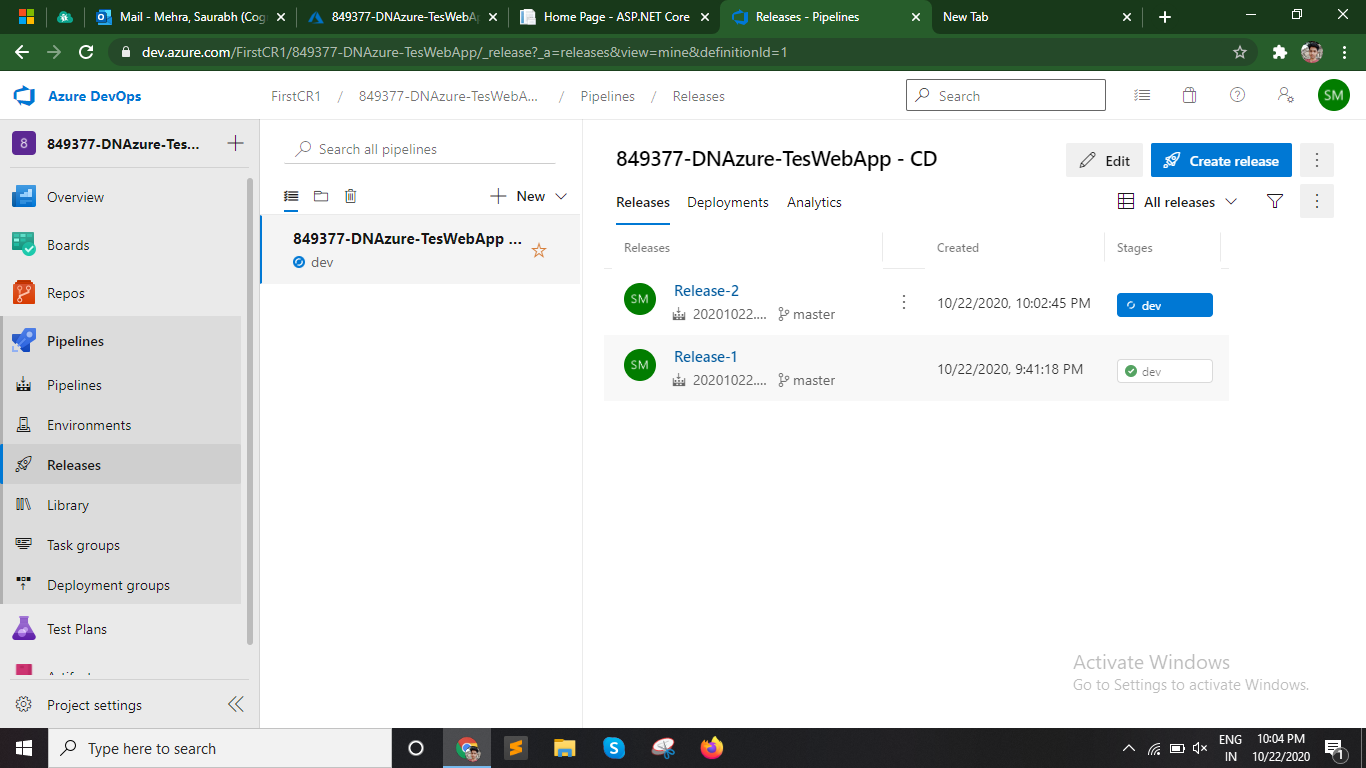 Mail - Mehra, Saurabh (Cog
849377-DNAzure-TesWebAp
Home Page - ASP.NET Core
Releases - Pipelines
New Tab
dev.azure.com/FirstCR1/849377-DNAzure-TesWebApp/_release?_a=releases&view=mine&definitionId=1
Azure DevOps
FirstCR1 / 849377-DNAzure-TesWebA... / Pipelines / Releases
Search
SM
8 849377-DNAzure-Tes...
Overview
Boards
Repos
Pipelines
Pipelines
Environments
Releases
Library
Task groups
Deployment groups
Test Plans
Project settings
Search all pipelines
New
849377-DNAzure-TesWebApp ...
dev
849377-DNAzure-TesWebApp - CD
Edit
Create release
Releases Deployments Analytics
All releases
Releases Created Stages
SM Release-2
20201022.... master
10/22/2020, 10:02:45 PM
dev
SM Release-1
20201022.... master
10/22/2020, 9:41:18 PM
dev
Activate Windows
Go to Settings to activate Windows.
Type here to search
ENG
IN
10:04 PM
10/22/2020
1